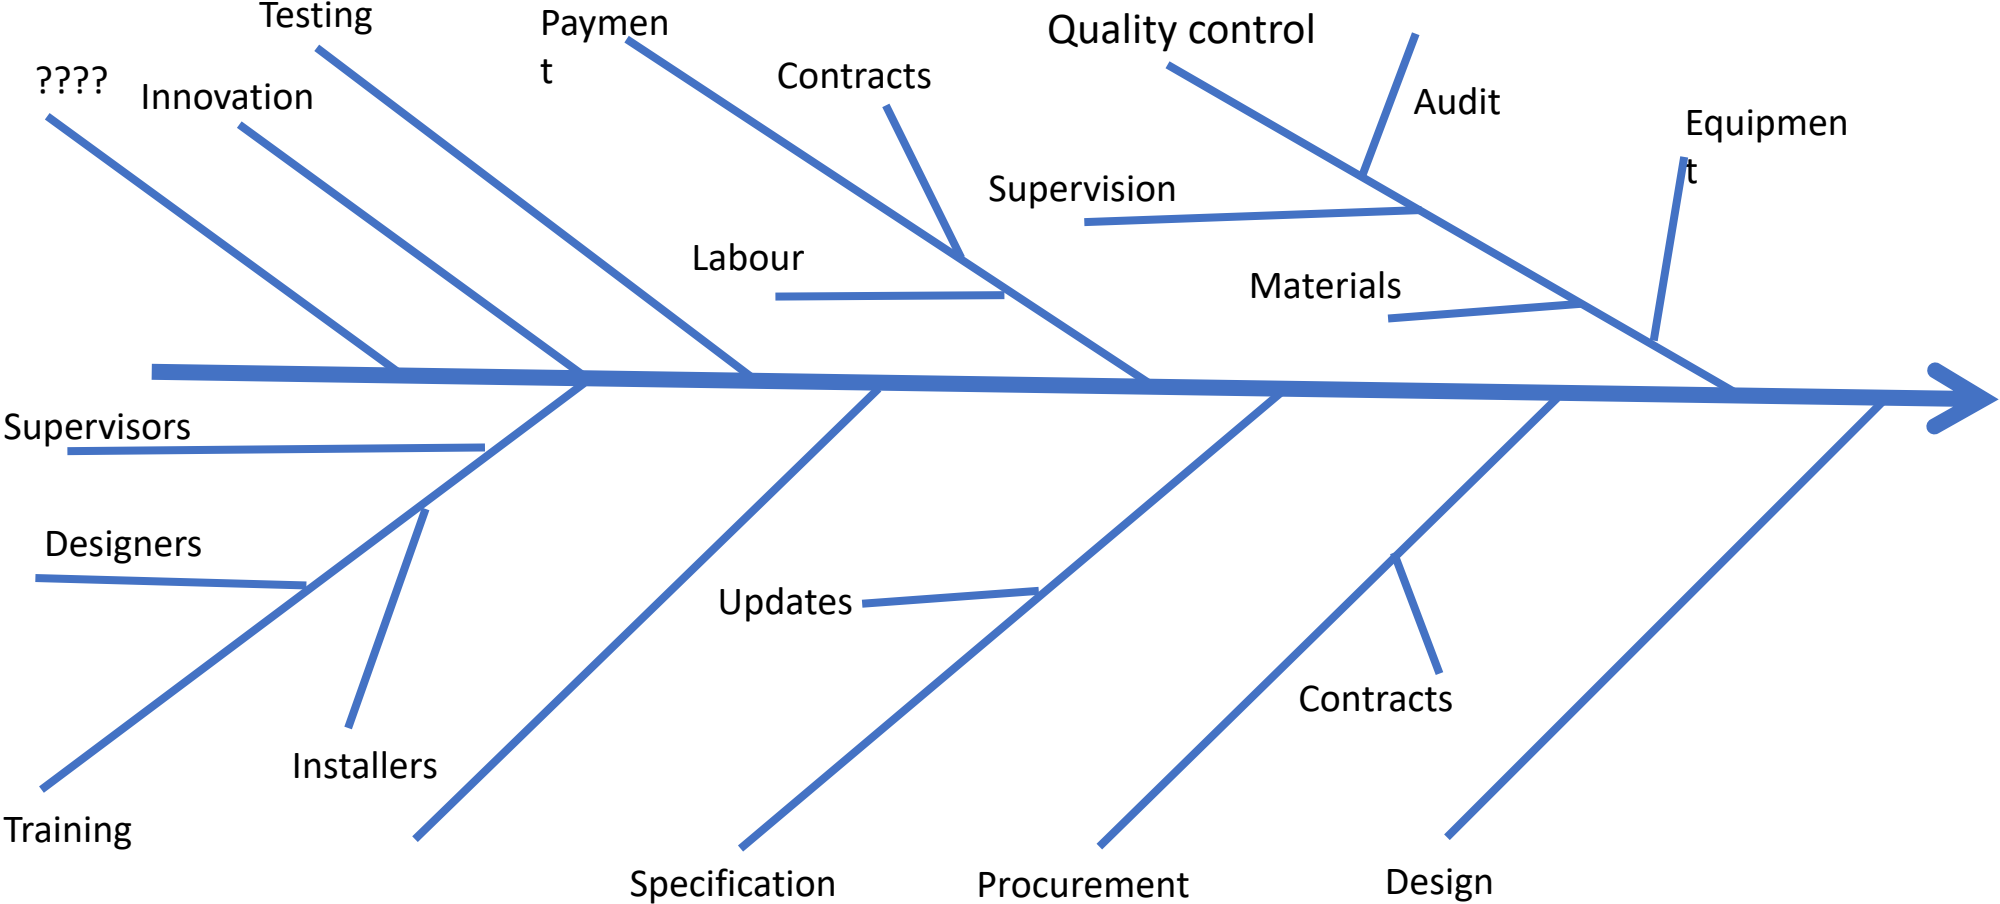 Testing
Paymen
t
Quality control
????
Innovation
Contracts
Audit
Equipmen
t
Supervision
Labour
Materials
Supervisors
Designers
Updates
Contracts
Installers
Training
Specification
Procurement
Design